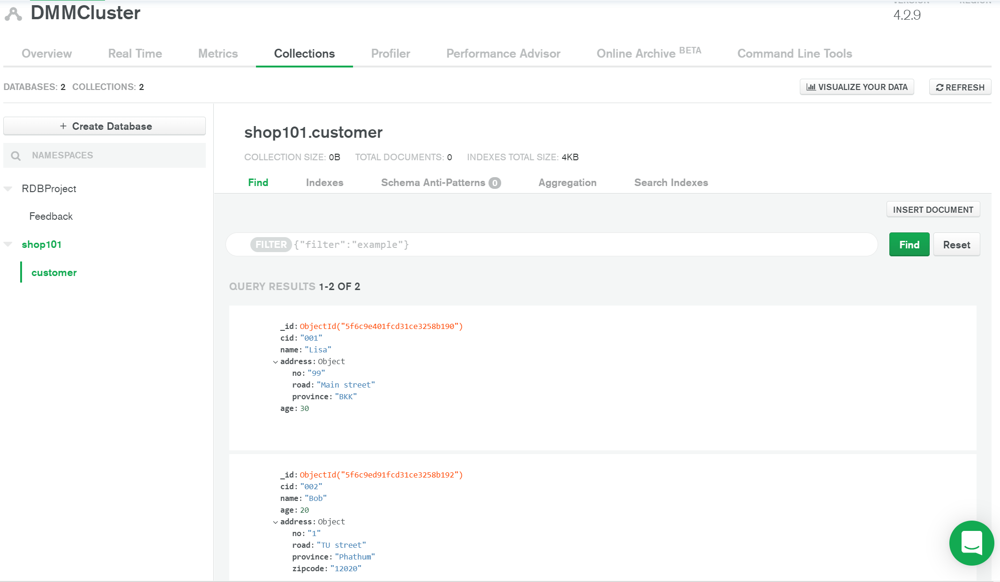 VERSION REGION
DMMCluster
4.2.9
Overview Real Time Metrics Collections Profiler Performance Advisor Online Archive BETA Command Line Tools
DATABASES: 2 COLLECTIONS: 2
VISUALIZE YOUR DATA REFRESH
+ Create Database
NAMESPACES
RDBProject
Feedback
shop101
customer
shop101.customer
COLLECTION SIZE: 0B TOTAL DOCUMENTS: 0 INDEXES TOTAL SIZE: 4KB
Find Indexes Schema Anti-Patterns 0 Aggregation Search Indexes
INSERT DOCUMENT
FILTER {"filter":"example"}
Find Reset
QUERY RESULTS 1-2 OF 2
_id: ObjectId("5f6c9e401fcd31ce3258b190")
cid: "001"
name: "Lisa"
address: Object
no: "99"
road: "Main street"
province: "BKK"
age: 30
_id: ObjectId("5f6c9ed91fcd31ce3258b192")
cid: "002"
name: "Bob"
age: 20
address: Object
no: "1"
road: "TU street"
province: "Phathum"
zipcode: "12020"